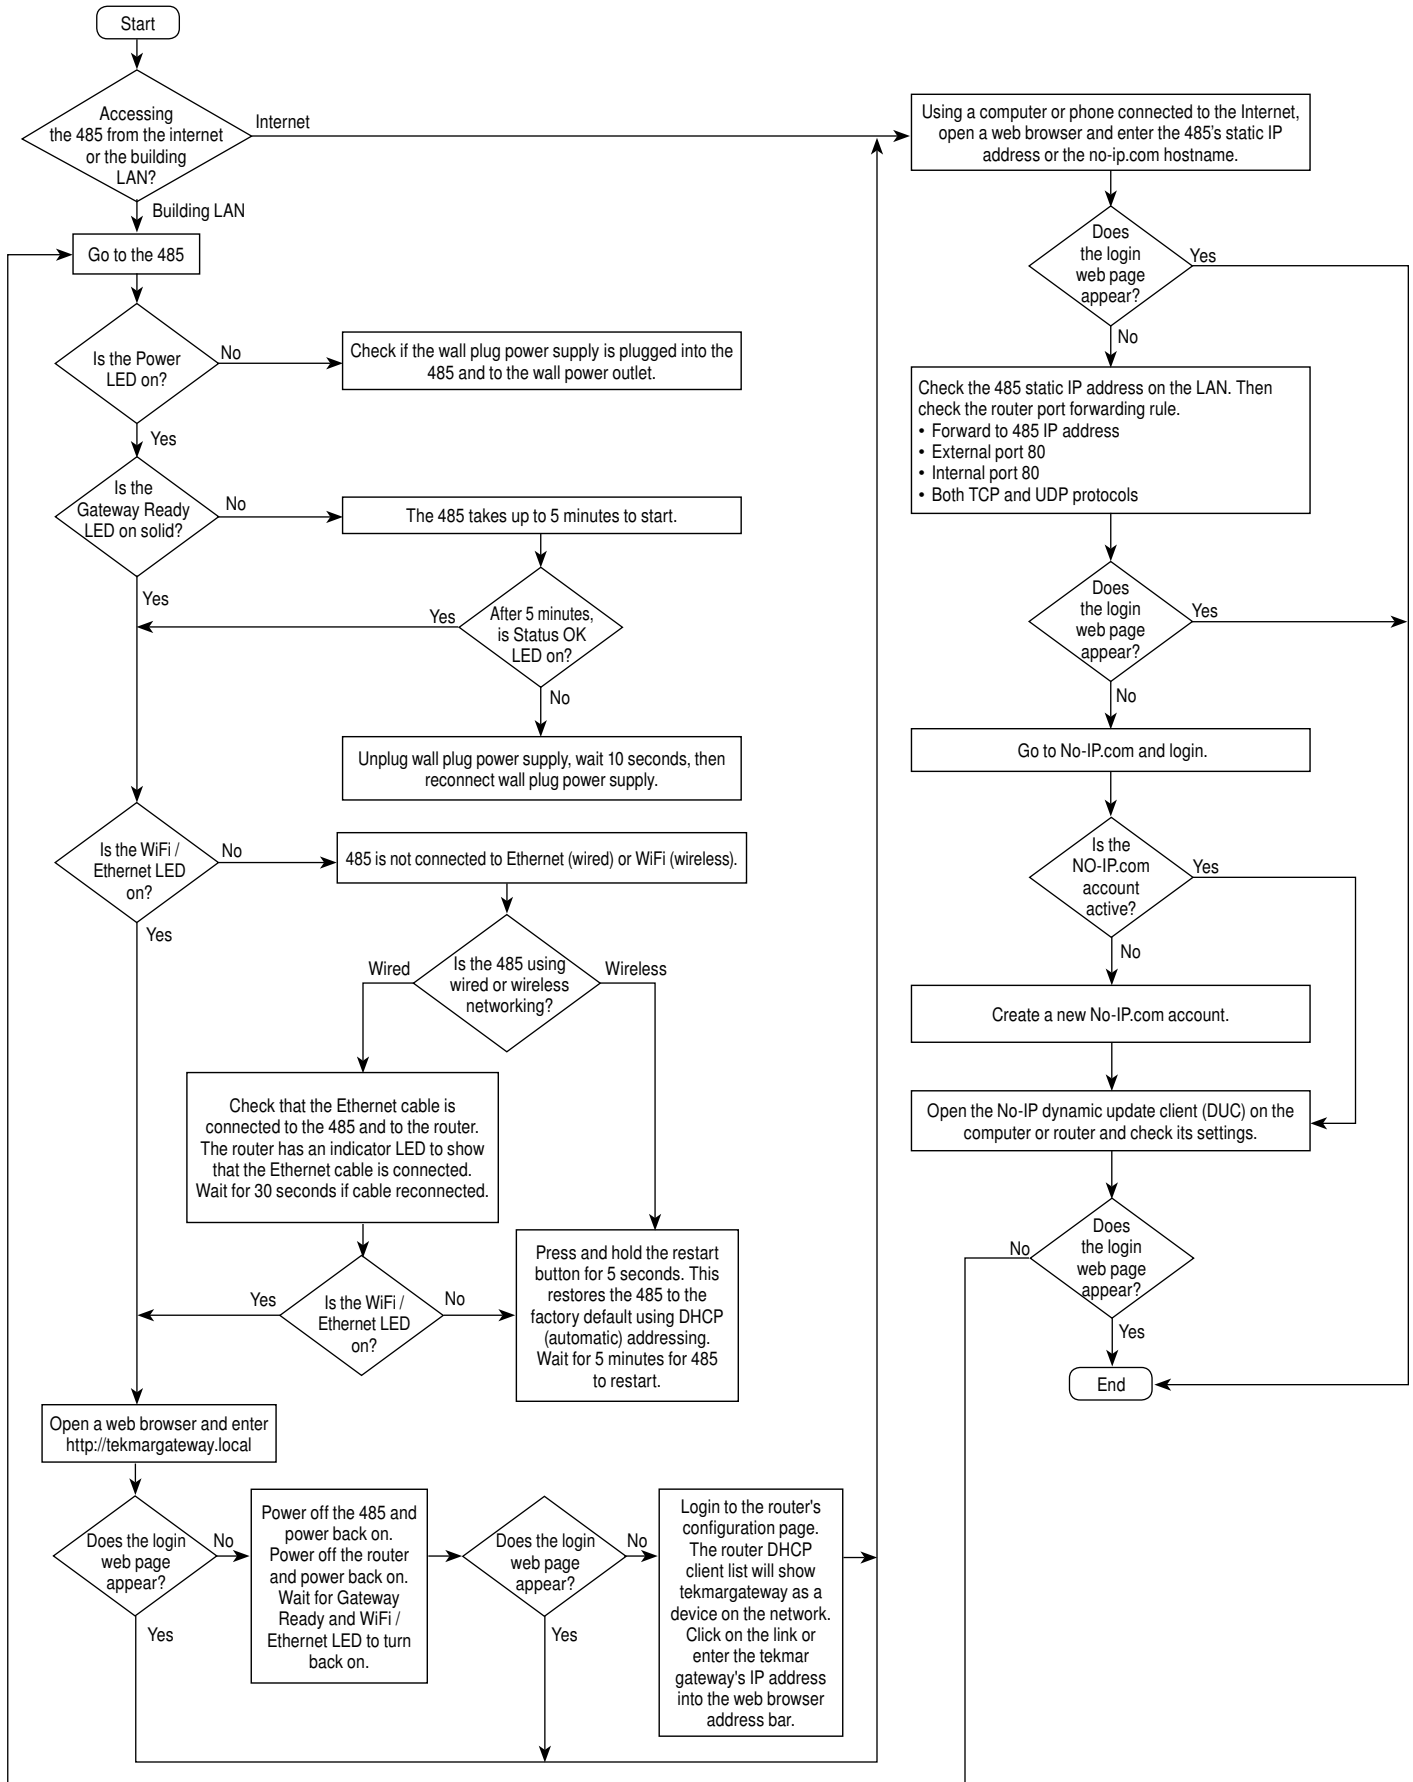 Start
Accessing
the 485 from the internet
or the building
LAN?
Internet
Building LAN
Go to the 485
Is the Power
LED on?
No
Check if the wall plug power supply is plugged into the
485 and to the wall power outlet.
Yes
Is the
Gateway Ready
LED on solid?
No
The 485 takes up to 5 minutes to start.
Yes
After 5 minutes,
is Status OK
LED on?
Yes
No
Unplug wall plug power supply, wait 10 seconds, then
reconnect wall plug power supply.
Is the WiFi /
Ethernet LED
on?
No
485 is not connected to Ethernet (wired) or WiFi (wireless).
Yes
Is the 485 using
wired or wireless
networking?
Wired
Wireless
Check that the Ethernet cable is
connected to the 485 and to the router.
The router has an indicator LED to show
that the Ethernet cable is connected.
Wait for 30 seconds if cable reconnected.
Is the WiFi /
Ethernet LED
on?
Yes
No
Press and hold the restart
button for 5 seconds. This
restores the 485 to the
factory default using DHCP
(automatic) addressing.
Wait for 5 minutes for 485
to restart.
Open a web browser and enter
http://tekmargateway.local
Does the login
web page
appear?
No
Yes
Power off the 485 and
power back on.
Power off the router
and power back on.
Wait for Gateway
Ready and WiFi /
Ethernet LED to turn
back on.
Does the login
web page
appear?
No
Yes
Login to the router's
configuration page.
The router DHCP
client list will show
tekmargateway as a
device on the network.
Click on the link or
enter the tekmar
gateway's IP address
into the web browser
address bar.
Using a computer or phone connected to the Internet,
open a web browser and enter the 485's static IP
address or the no-ip.com hostname.
Does
the login
web page
appear?
Yes
No
Check the 485 static IP address on the LAN. Then
check the router port forwarding rule.
• Forward to 485 IP address
• External port 80
• Internal port 80
• Both TCP and UDP protocols
Does
the login
web page
appear?
Yes
No
Go to No-IP.com and login.
Is the
NO-IP.com
account
active?
Yes
No
Create a new No-IP.com account.
Open the No-IP dynamic update client (DUC) on the
computer or router and check its settings.
Does
the login
web page
appear?
No
Yes
End